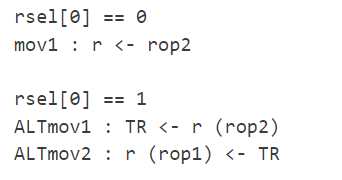 rsel[0] == 0
mov1 : r <- rop2
rsel[0] == 1
ALTmov1 : TR <- r (rop2)
ALTmov2 : r (rop1) <- TR